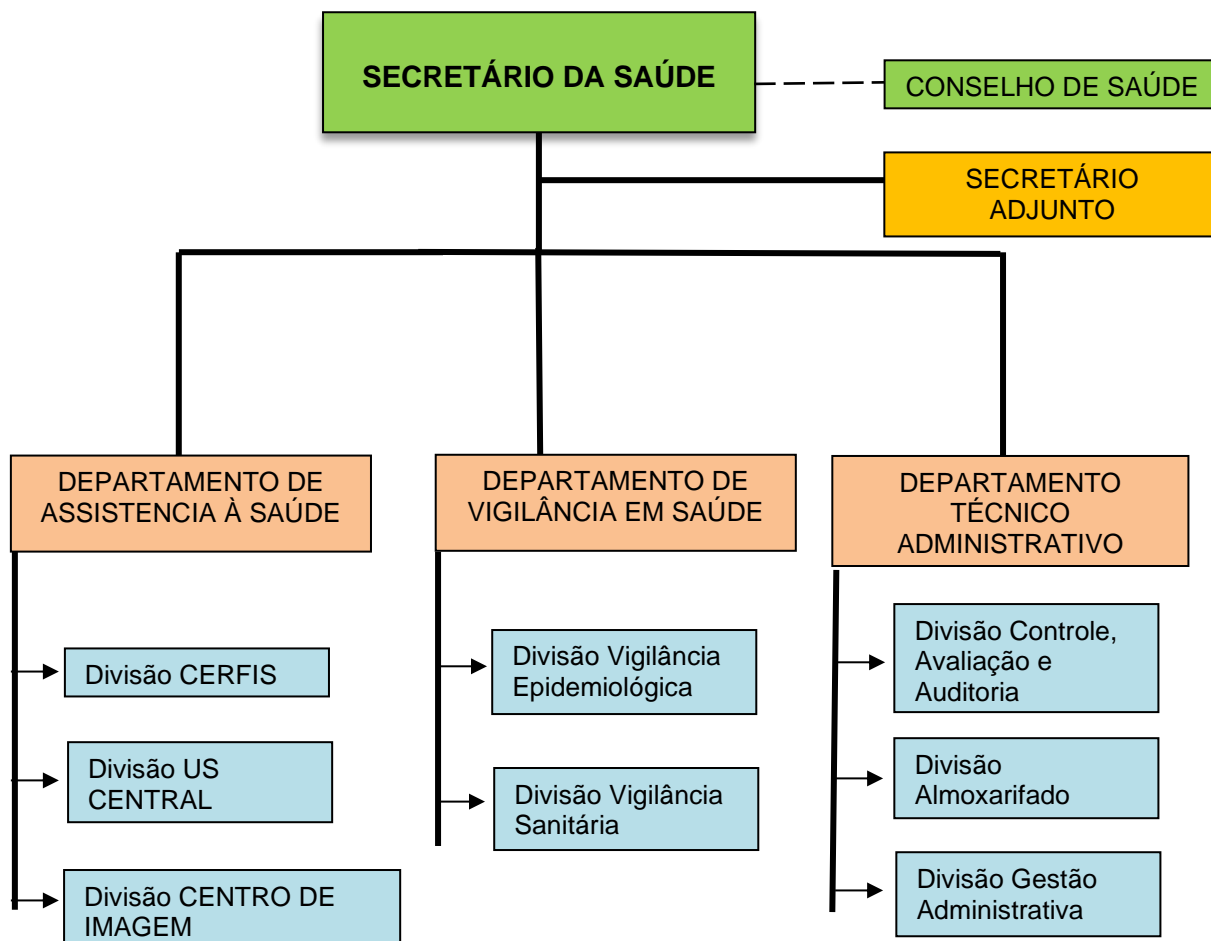 SECRETÁRIO DA SAÚDE
CONSELHO DE SAÚDE
SECRETÁRIO
ADJUNTO
DEPARTAMENTO DE
ASSISTENCIA À SAÚDE
DEPARTAMENTO DE
VIGILÂNCIA EM SAÚDE
DEPARTAMENTO
TÉCNICO
ADMINISTRATIVO
Divisão CERFIS
Divisão US
CENTRAL
Divisão CENTRO DE
IMAGEM
Divisão Vigilância
Epidemiológica
Divisão Vigilância
Sanitária
Divisão Controle,
Avaliação e
Auditoria
Divisão
Almoxarifado
Divisão Gestão
Administrativa